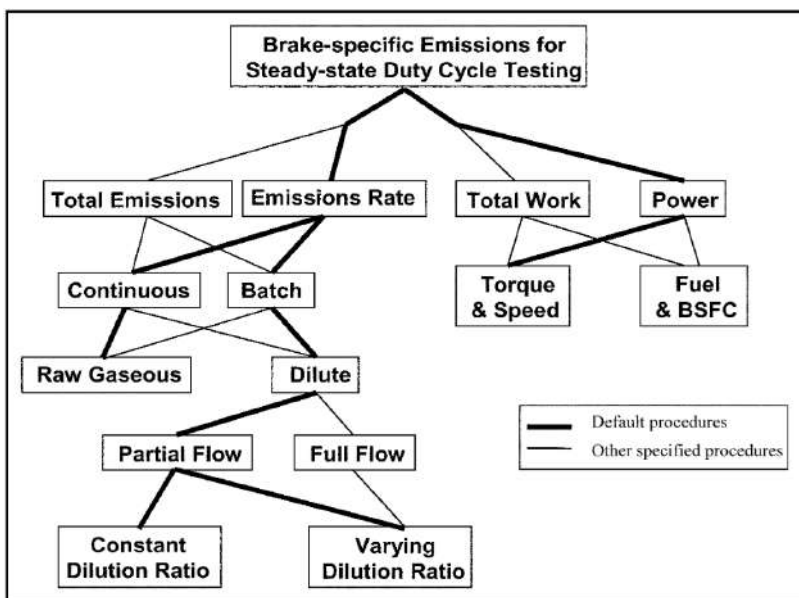 Brake-specific Emissions for
Steady-state Duty Cycle Testing
Total Emissions
Emissions Rate
Total Work
Power
Continuous
Batch
Torque
& Speed
Fuel
& BSFC
Raw Gaseous
Dilute
Partial Flow
Full Flow
Default procedures
Other specified procedures
Constant
Dilution Ratio
Varying
Dilution Ratio